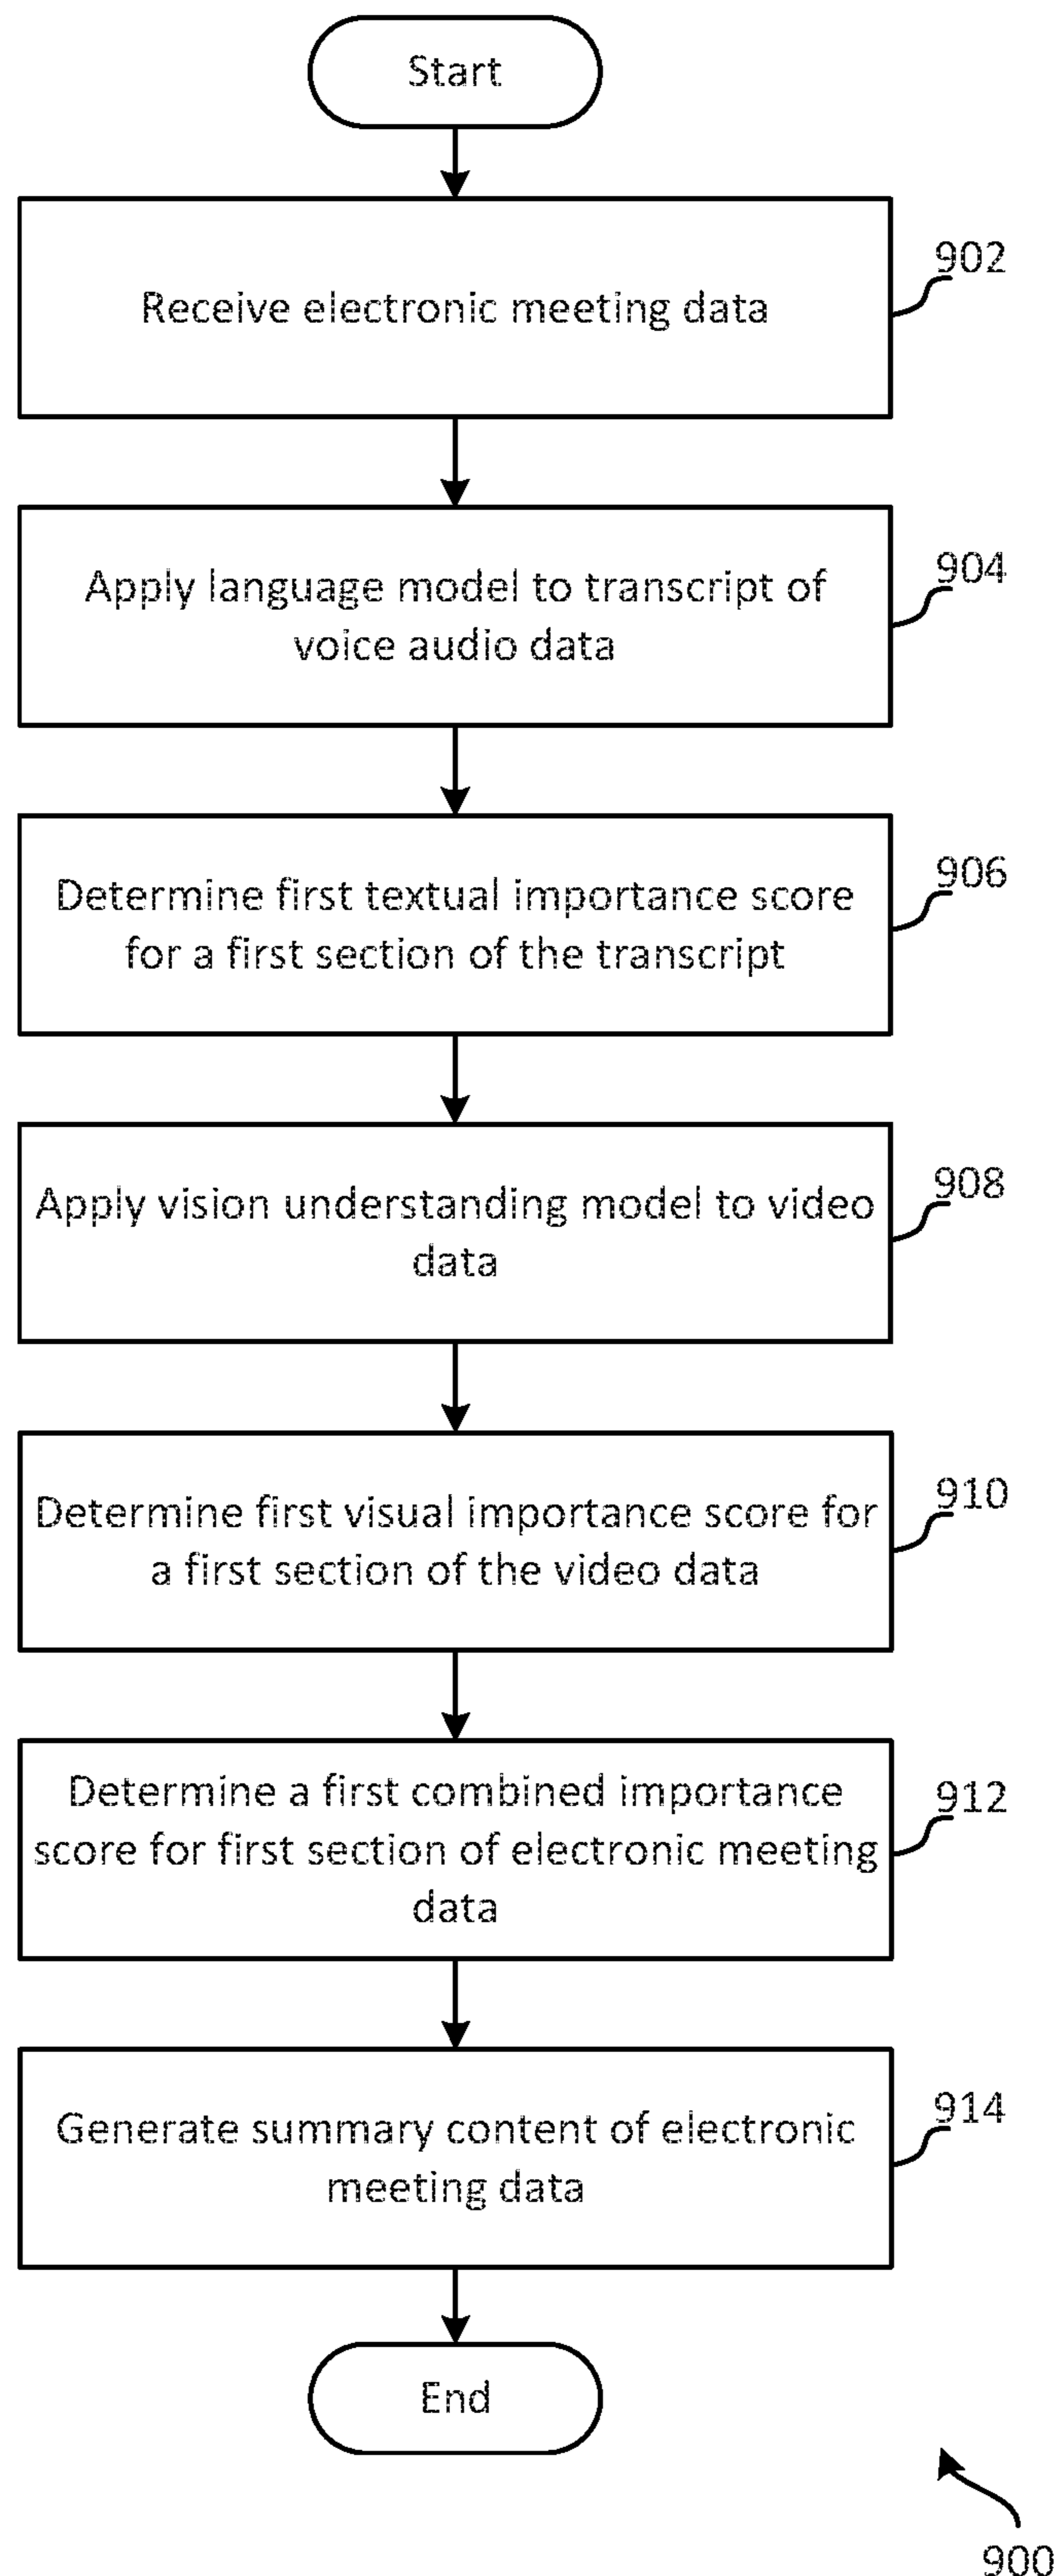 Start
Receive electronic meeting data
902
Apply language model to transcript of
voice audio data
904
Determine first textual importance score
for a first section of the transcript
906
Apply vision understanding model to video
data
908
Determine first visual importance score for
a first section of the video data
910
Determine a first combined importance
score for first section of electronic meeting
data
912
Generate summary content of electronic
meeting data
914
End
900